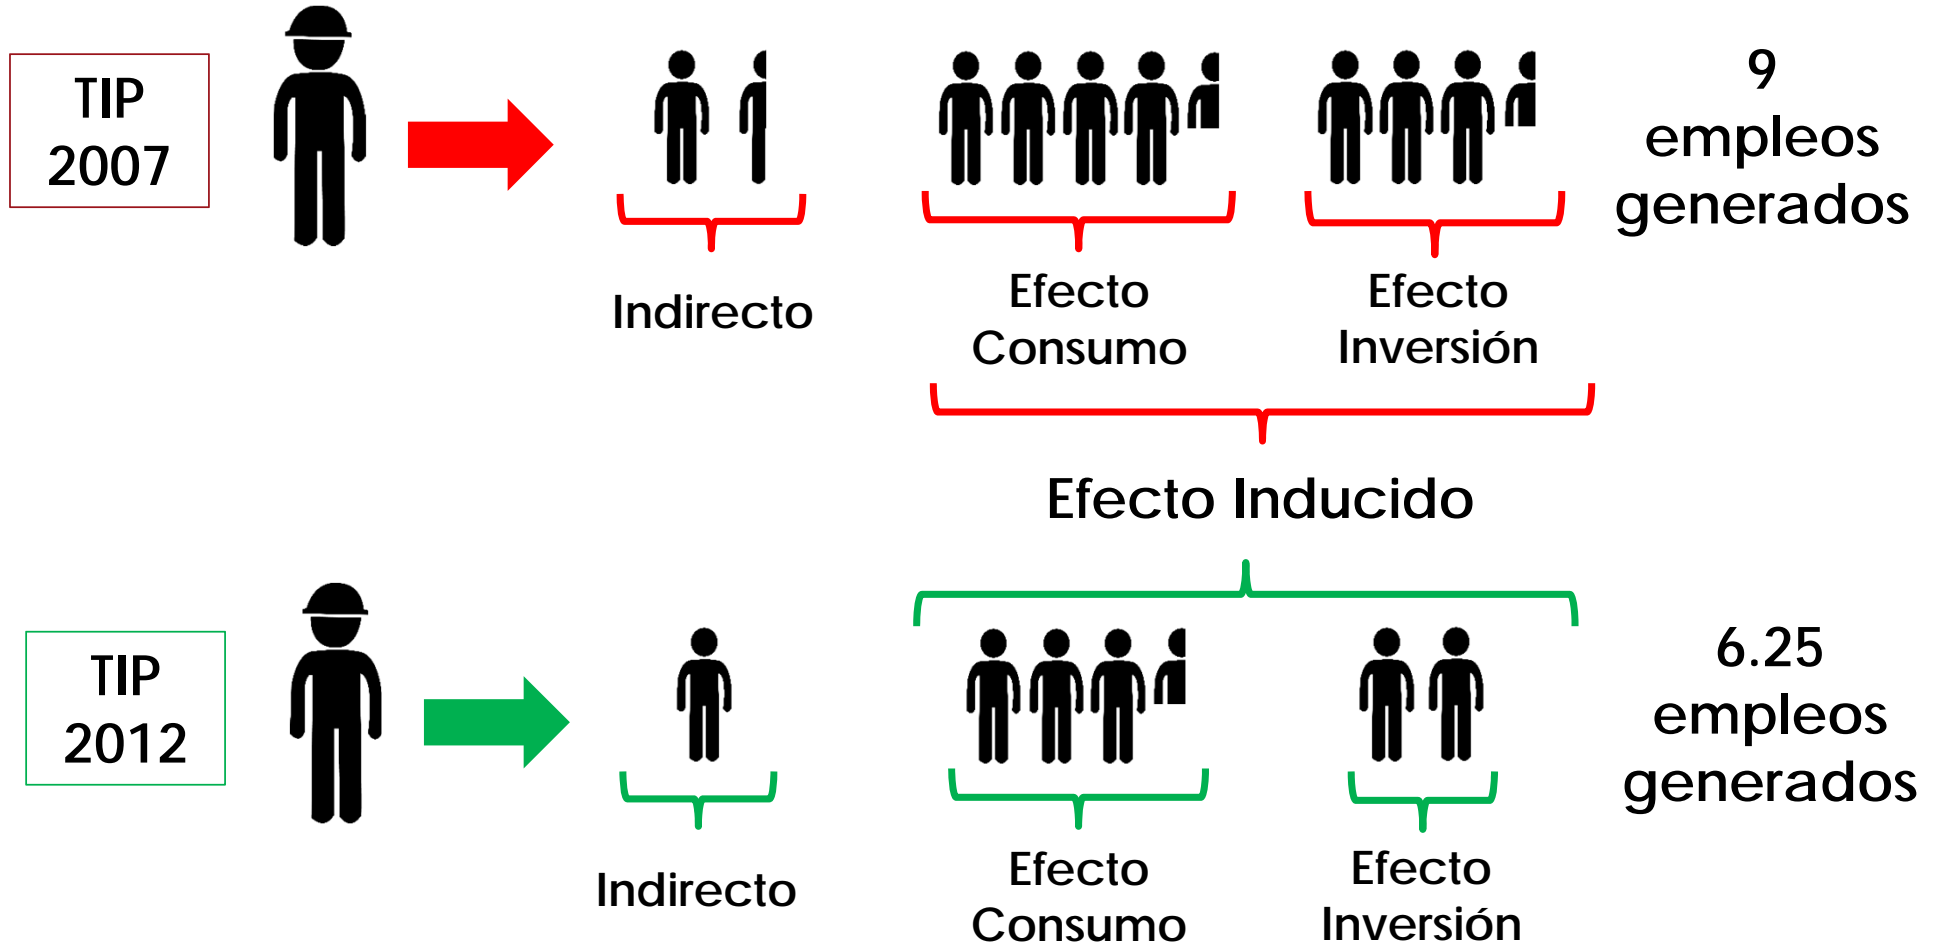 TIP
2007
Indirecto
Efecto
Consumo
Efecto
Inversión
9
empleos
generados
Efecto Inducido
TIP
2012
Indirecto
Efecto
Consumo
Efecto
Inversión
6.25
empleos
generados